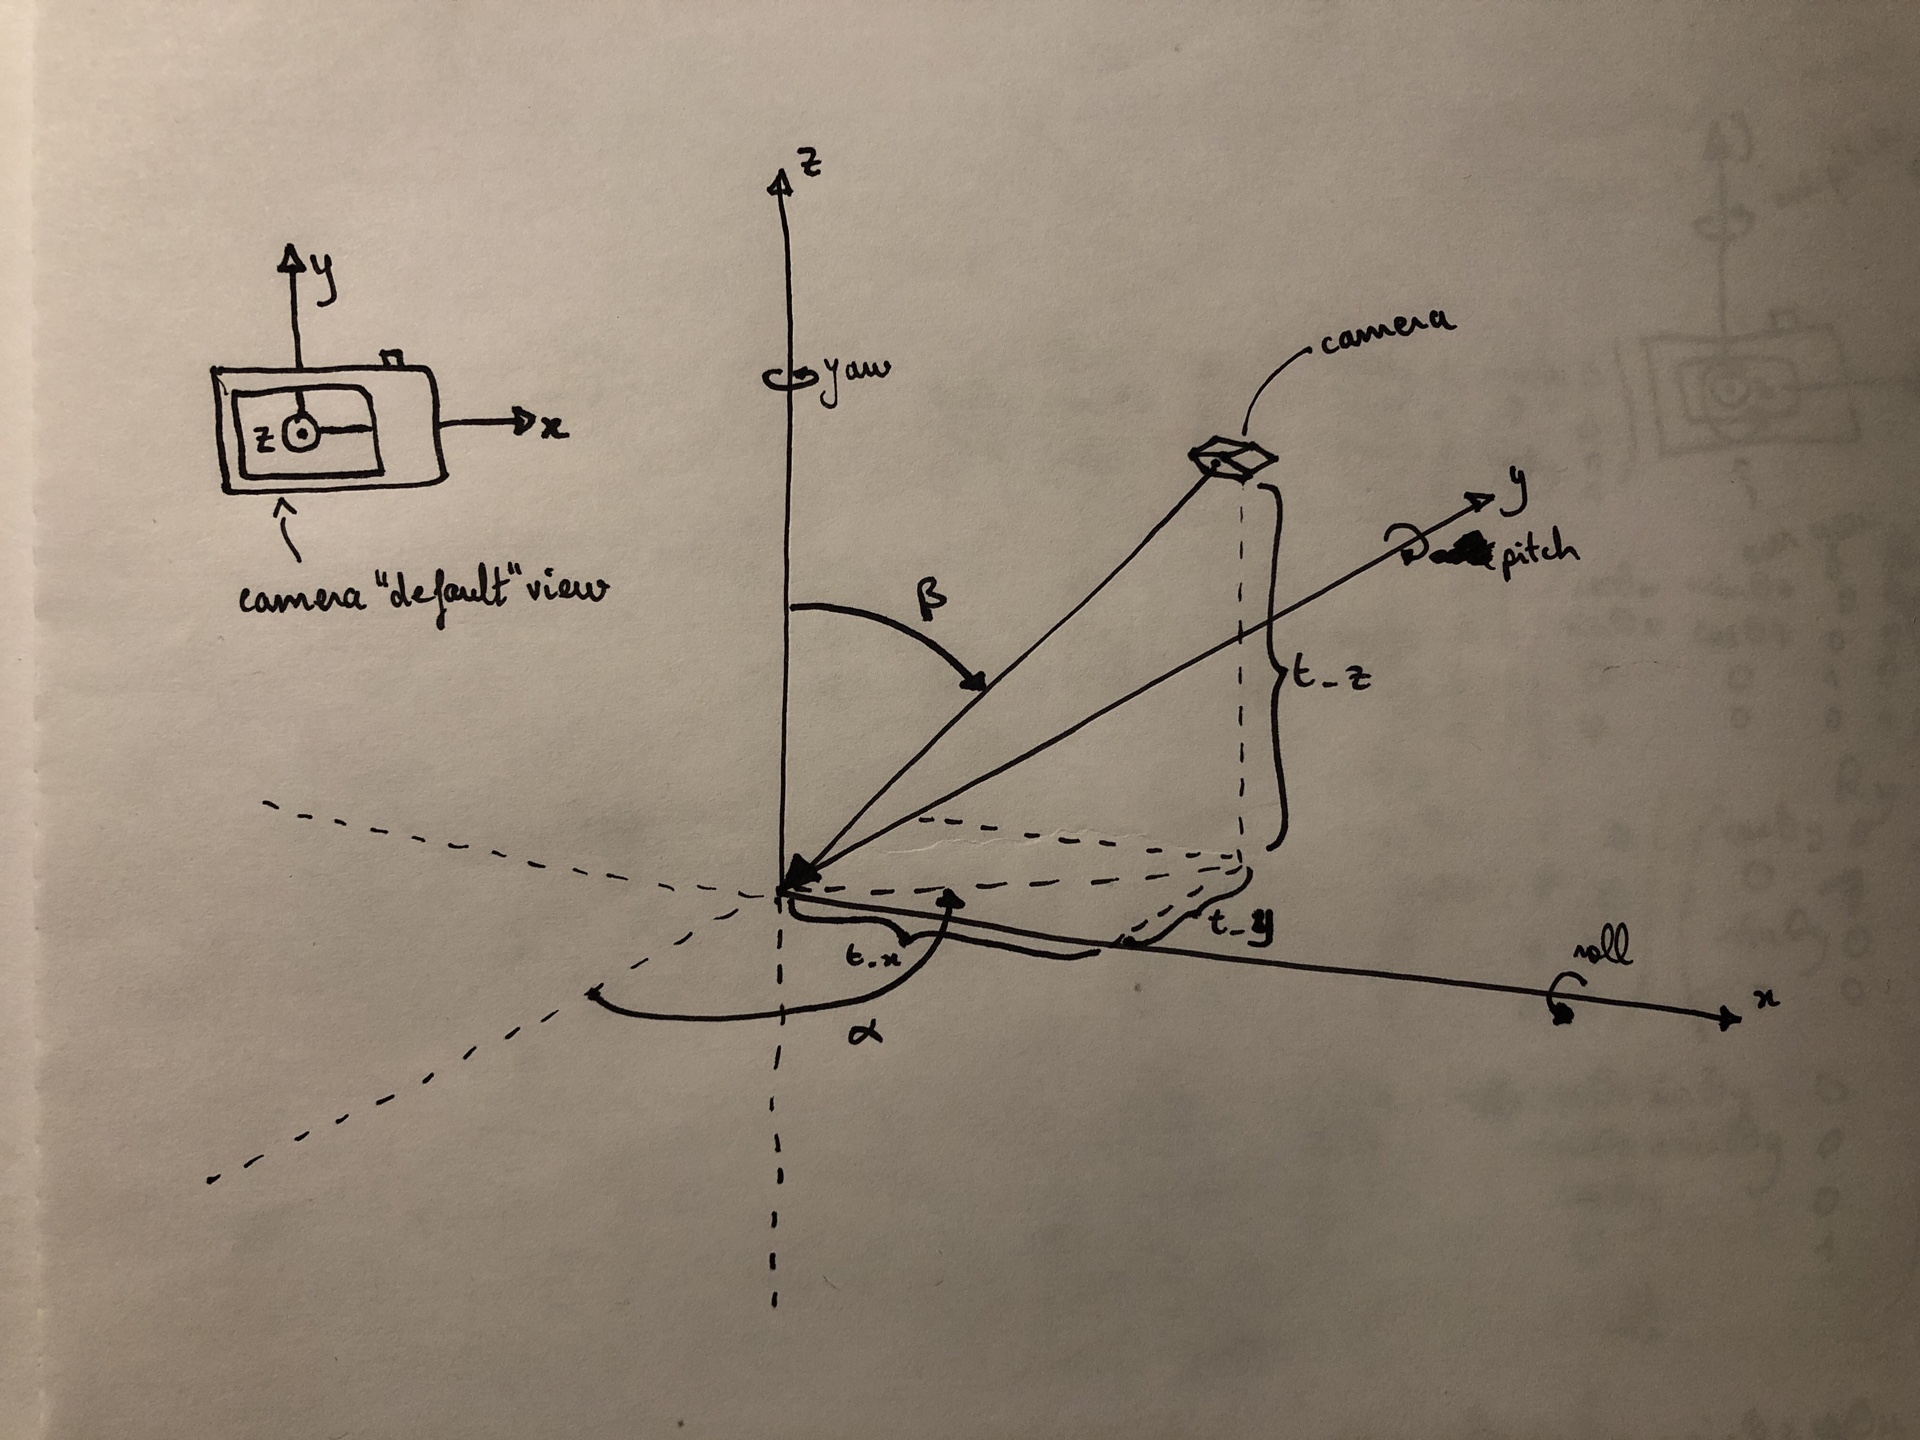 z
y
yaw
camera
x
z
camera "default" view
β
y
pitch
t_z
t_y
t_x
roll
x
α